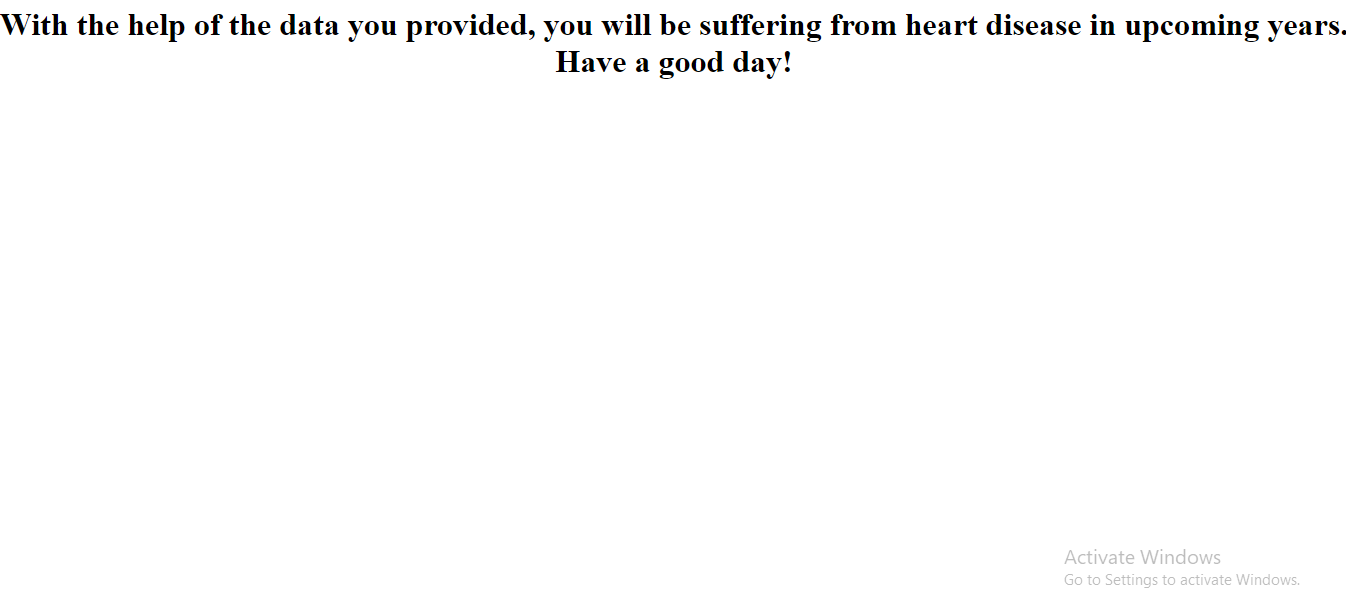 With the help of the data you provided, you will be suffering from heart disease in upcoming years.
Have a good day!
Activate Windows
Go to Settings to activate Windows.